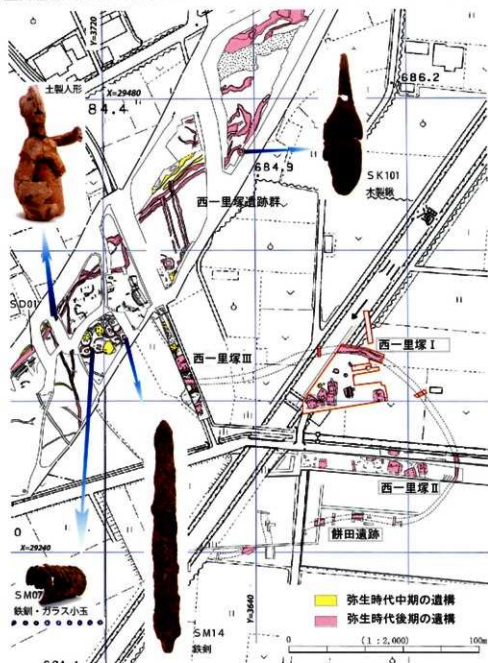 土製人形
Y=3720
X=29480
84.4
686.2
SK101
木製鍬
684.9
西一里塚遺跡群
SD01
西一里塚Ⅲ
西一里塚Ⅰ
西一里塚Ⅱ
餅田遺跡
X=29240
SM07
鉄釧・ガラス小玉
SM14
鉄剣
Y=3640
弥生時代中期の遺構
弥生時代後期の遺構
0 (1:2,000) 100m